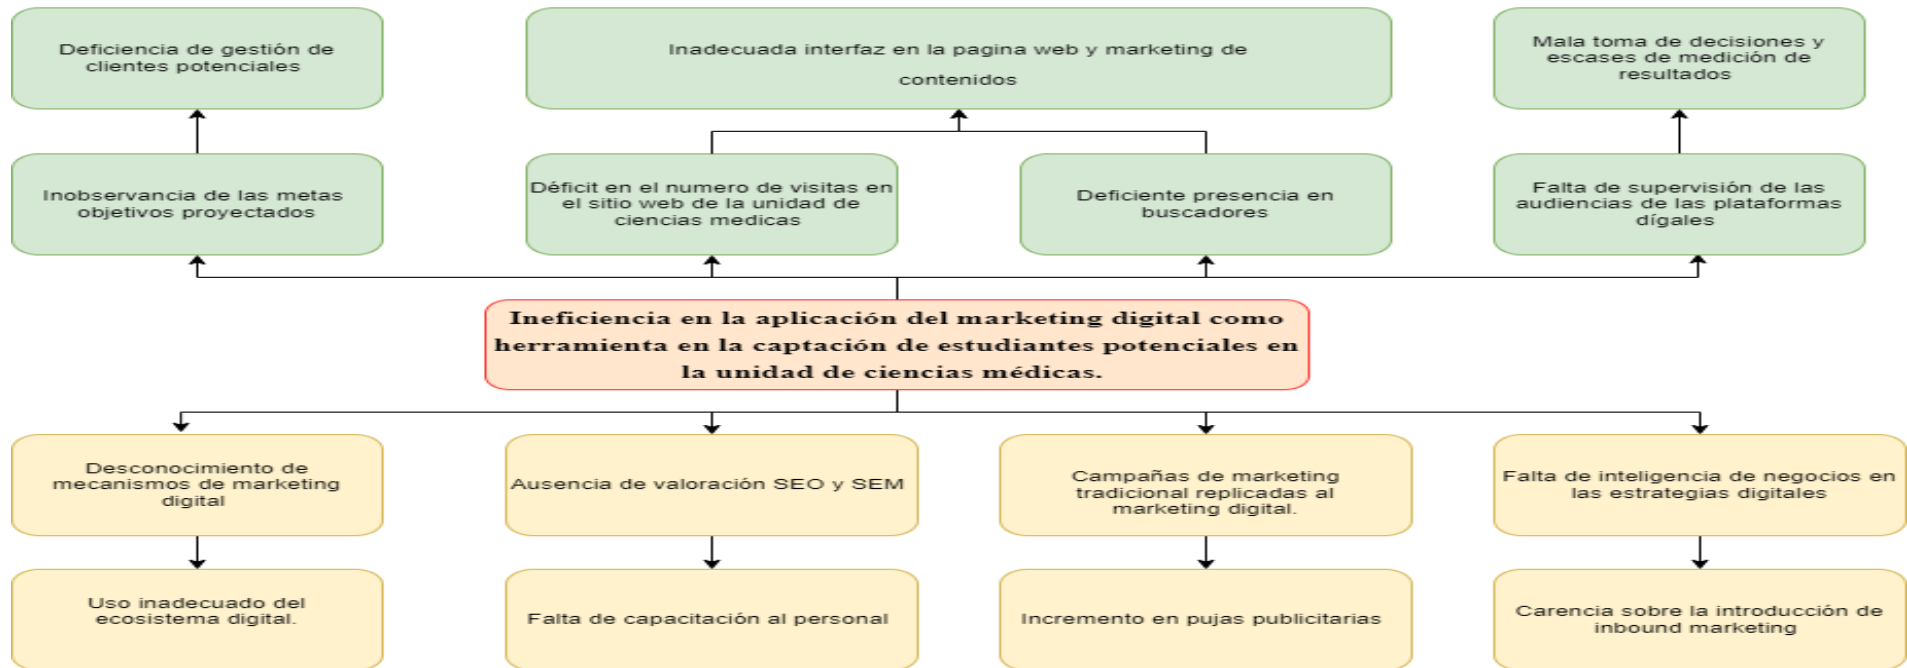 Deficiencia de gestión de
clientes potenciales
Inadecuada interfaz en la pagina web y marketing de
contenidos
Mala toma de decisiones y
escases de medición de
resultados
Inobservancia de las metas
objetivos proyectados
Déficit en el numero de visitas en
el sitio web de la unidad de
ciencias medicas
Deficiente presencia en
buscadores
Falta de supervisión de las
audiencias de las plataformas
dígales
Ineficiencia en la aplicación del marketing digital como
herramienta en la captación de estudiantes potenciales en
la unidad de ciencias médicas.
Desconocimiento de
mecanismos de marketing
digital
Ausencia de valoración SEO y SEM
Campañas de marketing
tradicional replicadas al
marketing digital.
Falta de inteligencia de negocios en
las estrategias digitales
Uso inadecuado del
ecosistema digital.
Falta de capacitación al personal
Incremento en pujas publicitarias
Carencia sobre la introducción de
inbound marketing